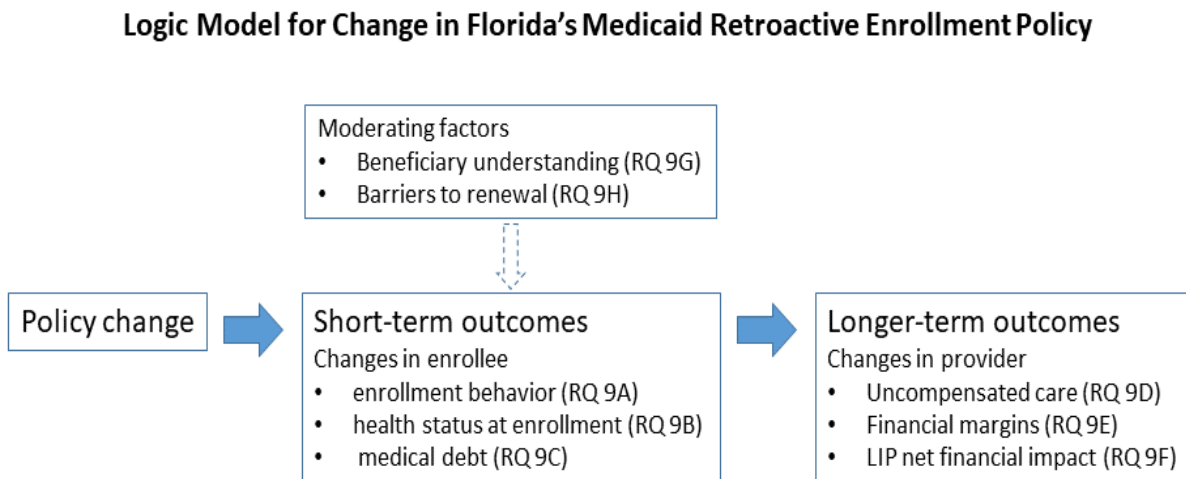 Logic Model for Change in Florida's Medicaid Retroactive Enrollment Policy
Moderating factors
• Beneficiary understanding (RQ 9G)
• Barriers to renewal (RQ 9H)
Policy change
Short-term outcomes
Changes in enrollee
• enrollment behavior (RQ 9A)
• health status at enrollment (RQ 9B)
• medical debt (RQ 9C)
Longer-term outcomes
Changes in provider
• Uncompensated care (RQ 9D)
• Financial margins (RQ 9E)
• LIP net financial impact (RQ 9F)